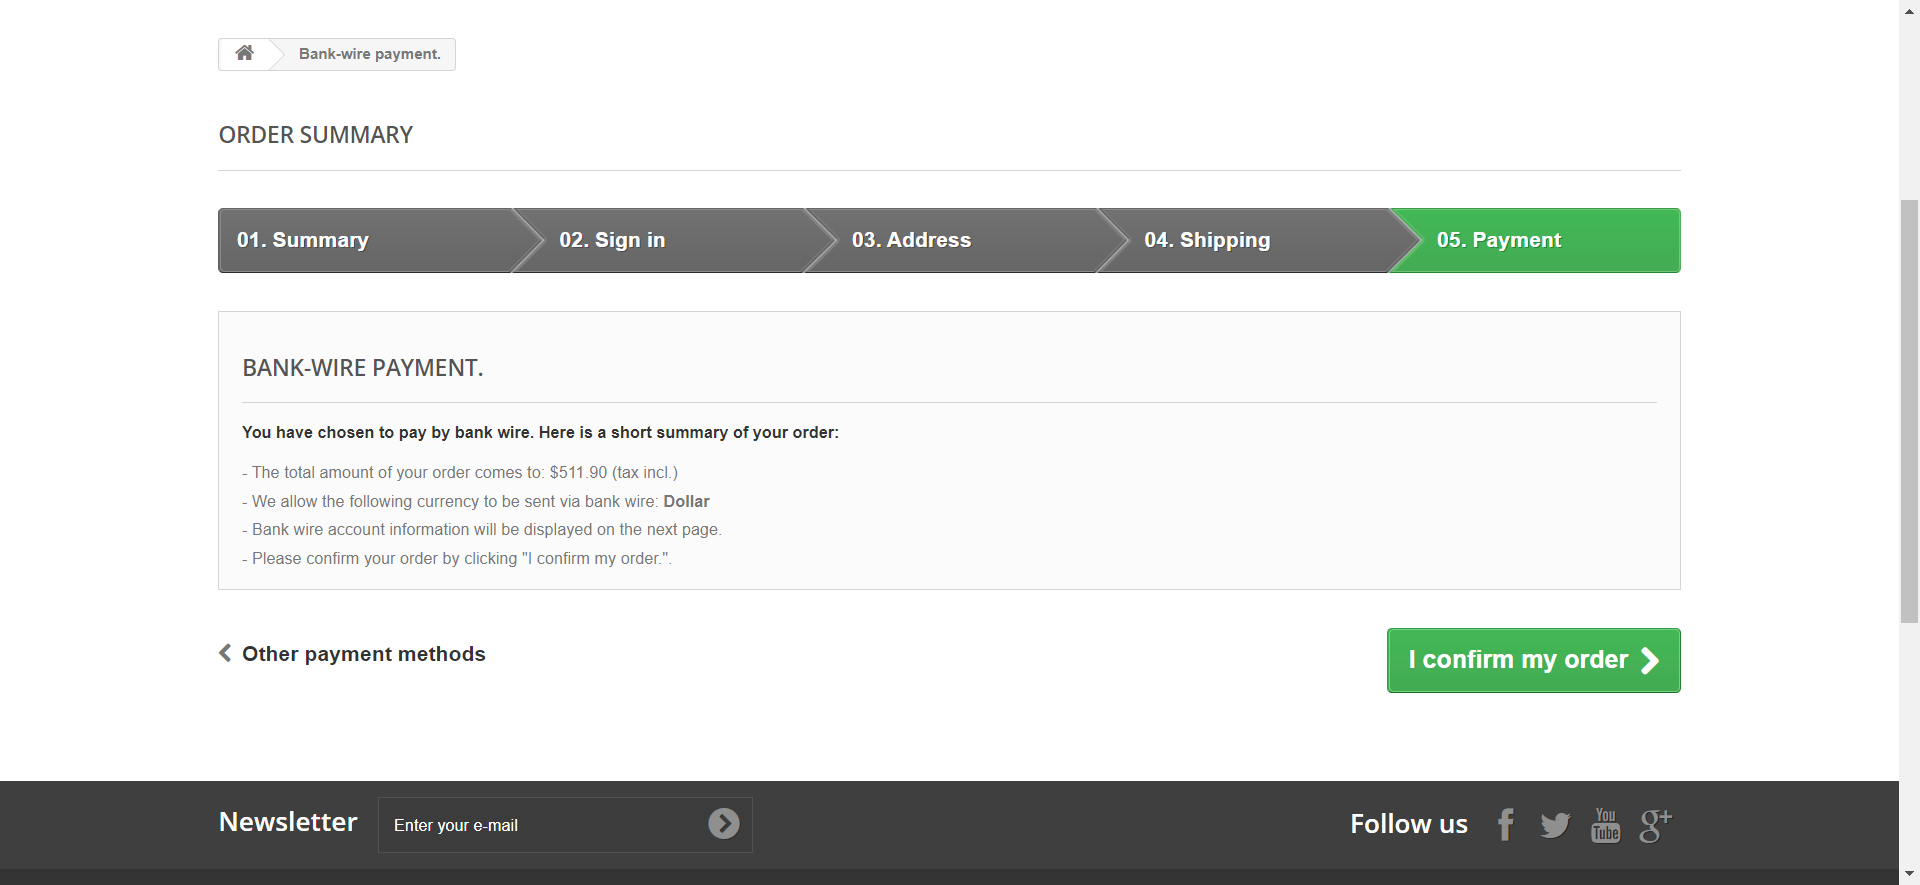 Bank-wire payment.
ORDER SUMMARY
01. Summary
02. Sign in
03. Address
04. Shipping
05. Payment
BANK-WIRE PAYMENT.
You have chosen to pay by bank wire. Here is a short summary of your order:
- The total amount of your order comes to: $511.90 (tax incl.)
- We allow the following currency to be sent via bank wire: Dollar
- Bank wire account information will be displayed on the next page.
- Please confirm your order by clicking "I confirm my order.".
Other payment methods
I confirm my order
Newsletter
Enter your e-mail
Follow us
You
Tube
g+